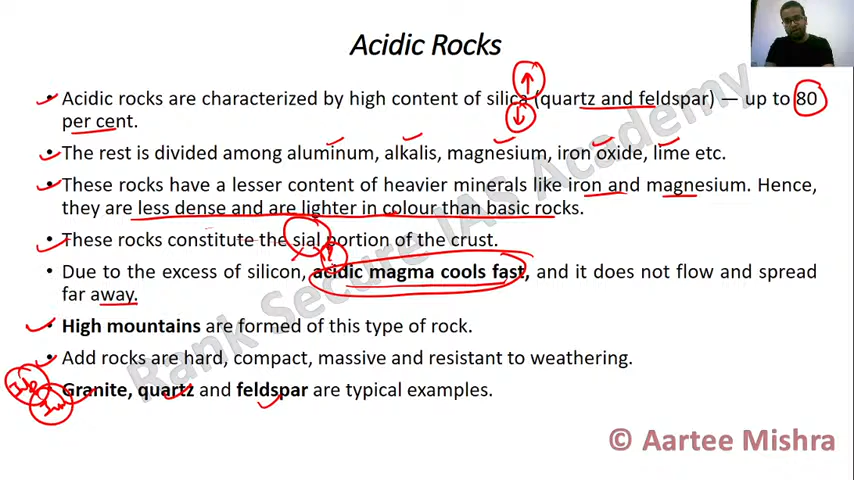 Acidic Rocks
• Acidic rocks are characterized by high content of silica (quartz and feldspar) — up to 80
per cent.
• The rest is divided among aluminum, alkalis, magnesium, iron oxide, lime etc.
• These rocks have a lesser content of heavier minerals like iron and magnesium. Hence,
they are less dense and are lighter in colour than basic rocks.
• These rocks constitute the sial portion of the crust.
• Due to the excess of silicon, acidic magma cools fast, and it does not flow and spread
far away.
• High mountains are formed of this type of rock.
• Add rocks are hard, compact, massive and resistant to weathering.
• Granite, quartz and feldspar are typical examples.
Rank Secure IAS Academy
© Aartee Mishra